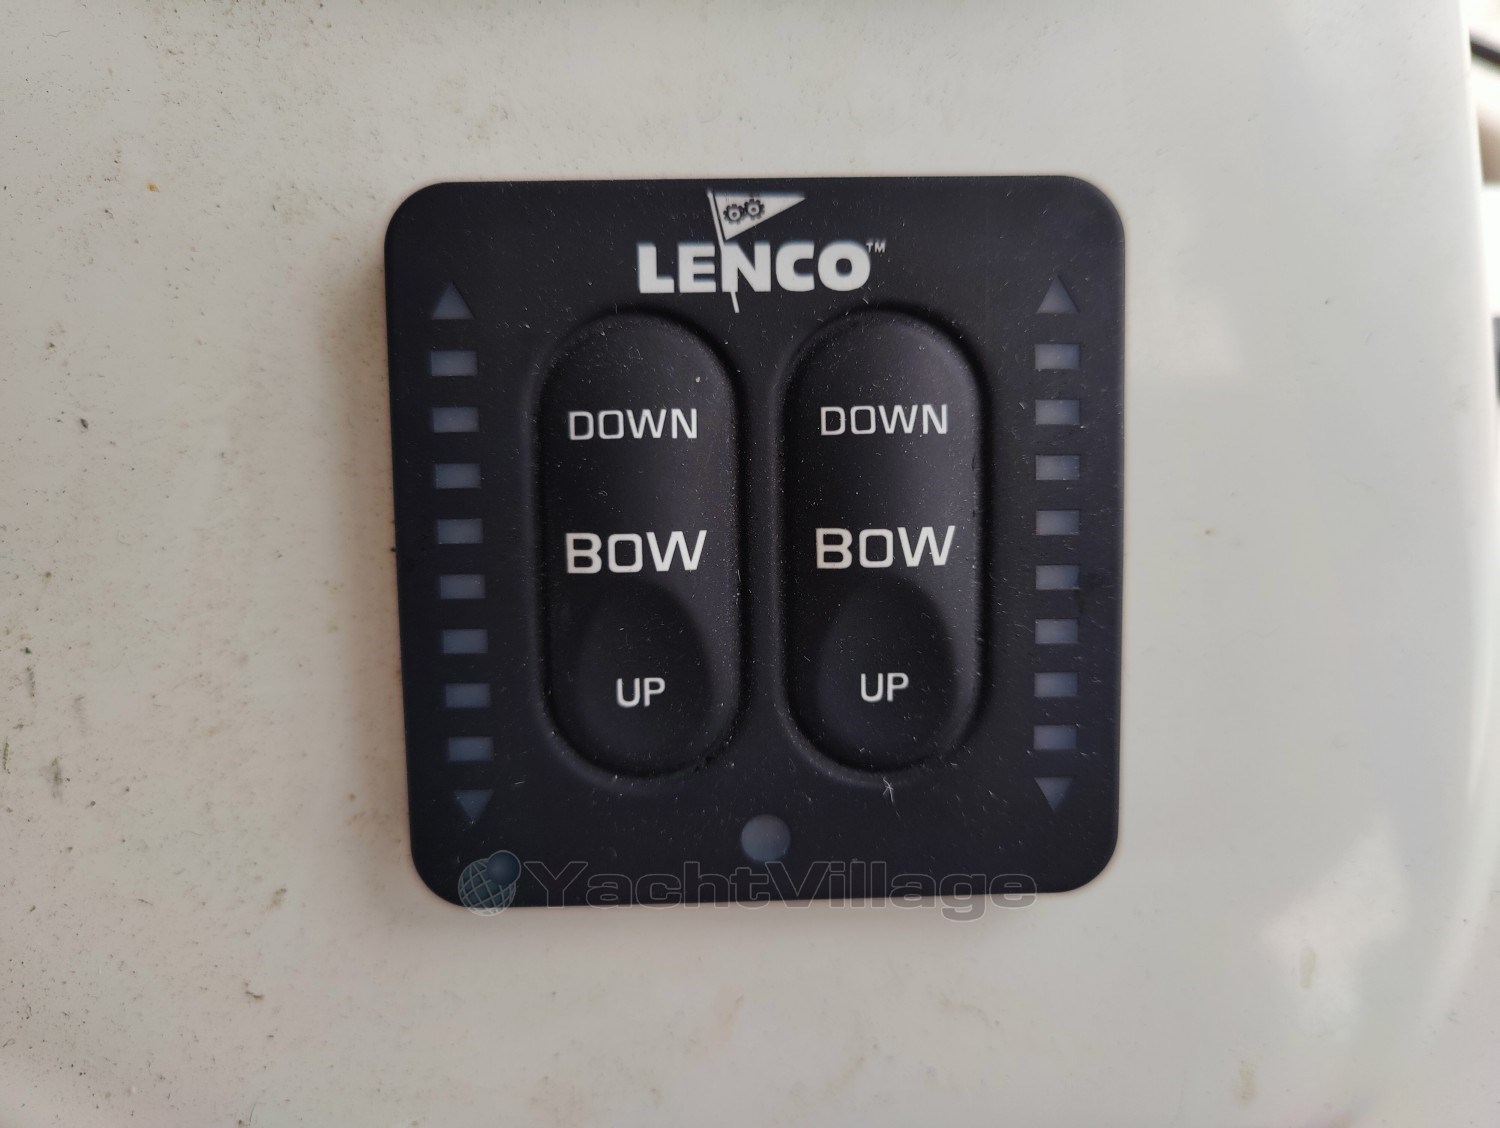 LENCO™
DOWN DOWN
BOW BOW
UP UP
YachtVillage